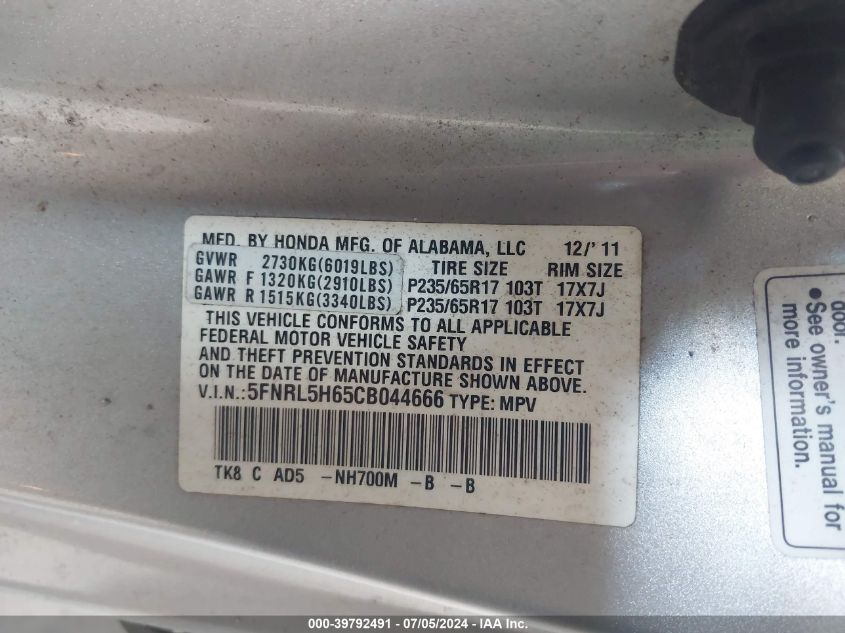 MFD. BY HONDA MFG. OF ALABAMA, LLC 12/'11
GVWR 2730KG(6019LBS) TIRE SIZE RIM SIZE
GAWR F 1320KG(2910LBS) P235/65R17 103T 17X7J
GAWR R 1515KG(3340LBS) P235/65R17 103T 17X7J
THIS VEHICLE CONFORMS TO ALL APPLICABLE
FEDERAL MOTOR VEHICLE SAFETY
AND THEFT PREVENTION STANDARDS IN EFFECT
ON THE DATE OF MANUFACTURE SHOWN ABOVE.
V.I.N.:5FNRL5H65CB044666 TYPE: MPV
TK8 C AD5 -NH700M -B -B
door.
•See owner's manual for
more information.
000-39792491 - 07/05/2024 - IAA Inc.